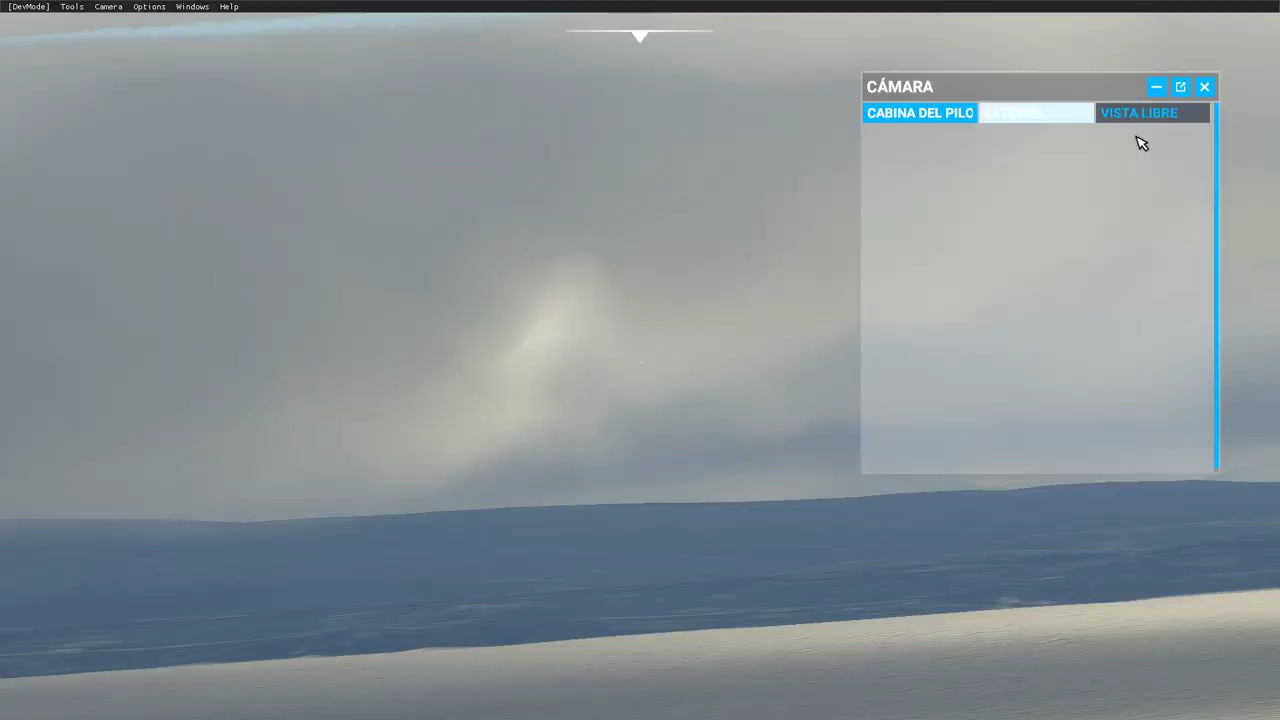 [DevMode] Tools Camera Options Windows Help
CÁMARA
CABINA DEL PILO
VISTA LIBRE